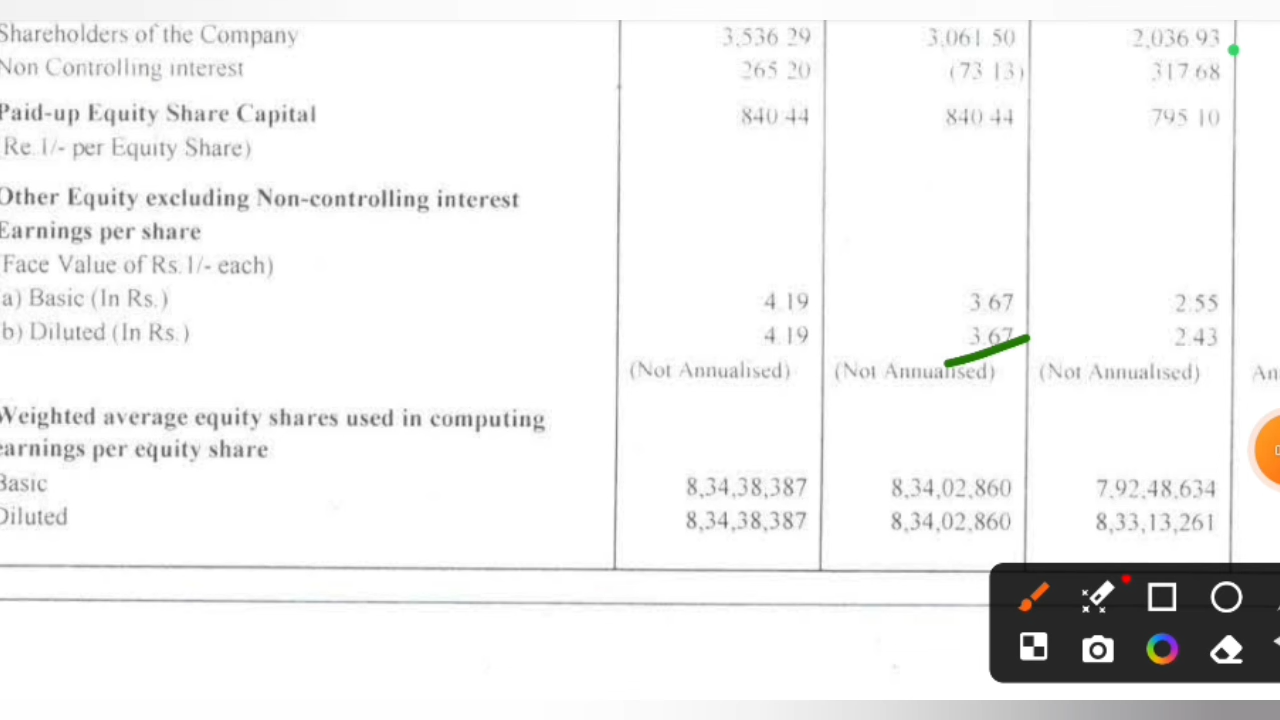 Shareholders of the Company 3,536 29 3,061 50 2,036 93
Non Controlling interest 265 20 (73 13) 317 68
Paid-up Equity Share Capital 840 44 840 44 795 10
(Re 1/- per Equity Share)
Other Equity excluding Non-controlling interest
Earnings per share
(Face Value of Rs.1/- each)
a) Basic (In Rs.) 4 19 3 67 2.55
b) Diluted (In Rs.) 4 19 3.67 2.43
(Not Annualised) (Not Annualised) (Not Annualised) An
Weighted average equity shares used in computing
earnings per equity share
Basic 8,34,38,387 8,34,02,860 7,92,48,634
Diluted 8,34,38,387 8,34,02,860 8,33,13,261